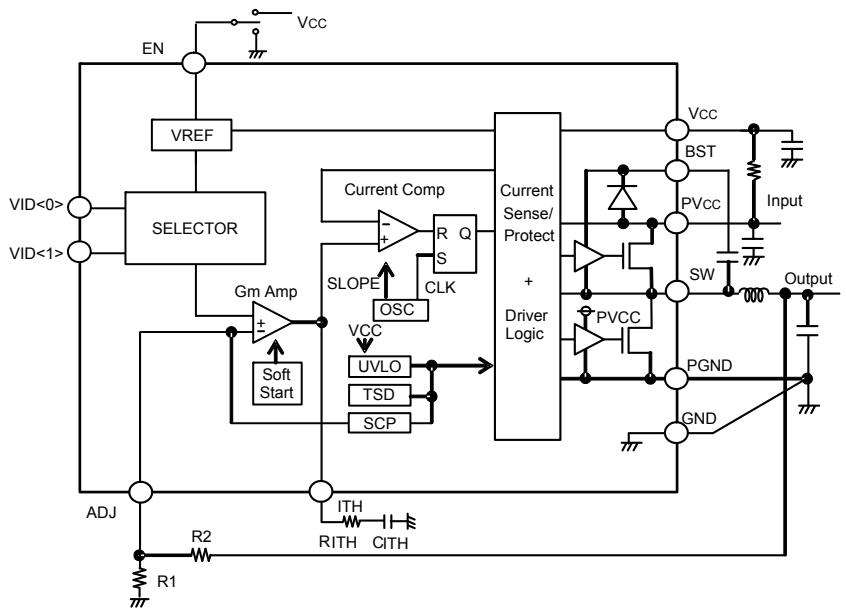 VCC
EN
VCC
VREF
BST
Current Comp
Current
Sense/
Protect
+
Driver
Logic
Input
VID<0>
SELECTOR
PVCC
−
+
R Q
S
VID<1>
SLOPE
CLK
SW
Output
Gm Amp
OSC
+
−
VCC
PVCC
Soft
Start
UVLO
TSD
SCP
PGND
GND
ADJ
ITH
RITH CITH
R2
R1